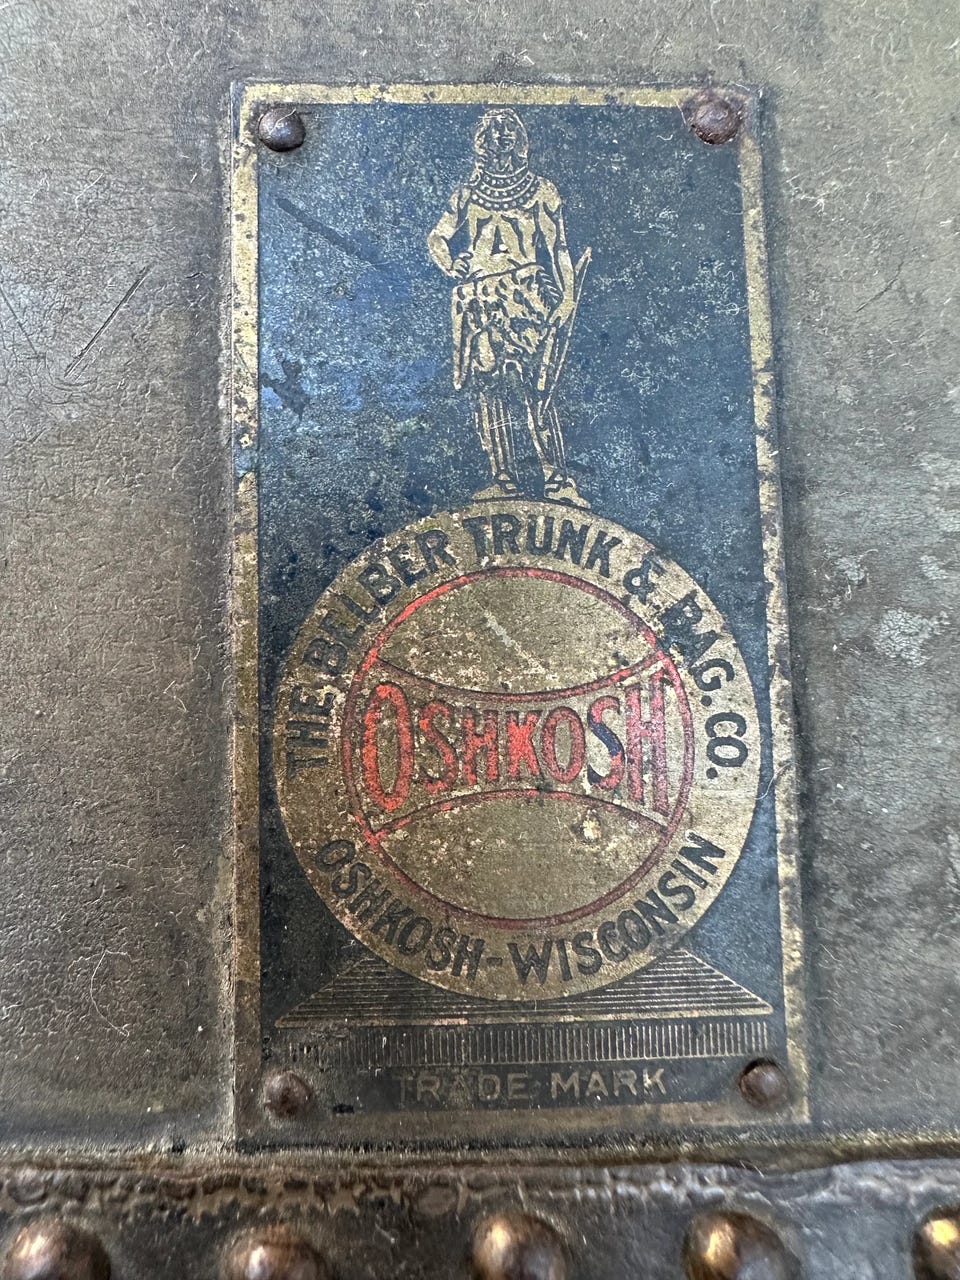 THE BELBER TRUNK & BAG. CO.
OSHKOSH
OSHKOSH-WISCONSIN
TRADE MARK